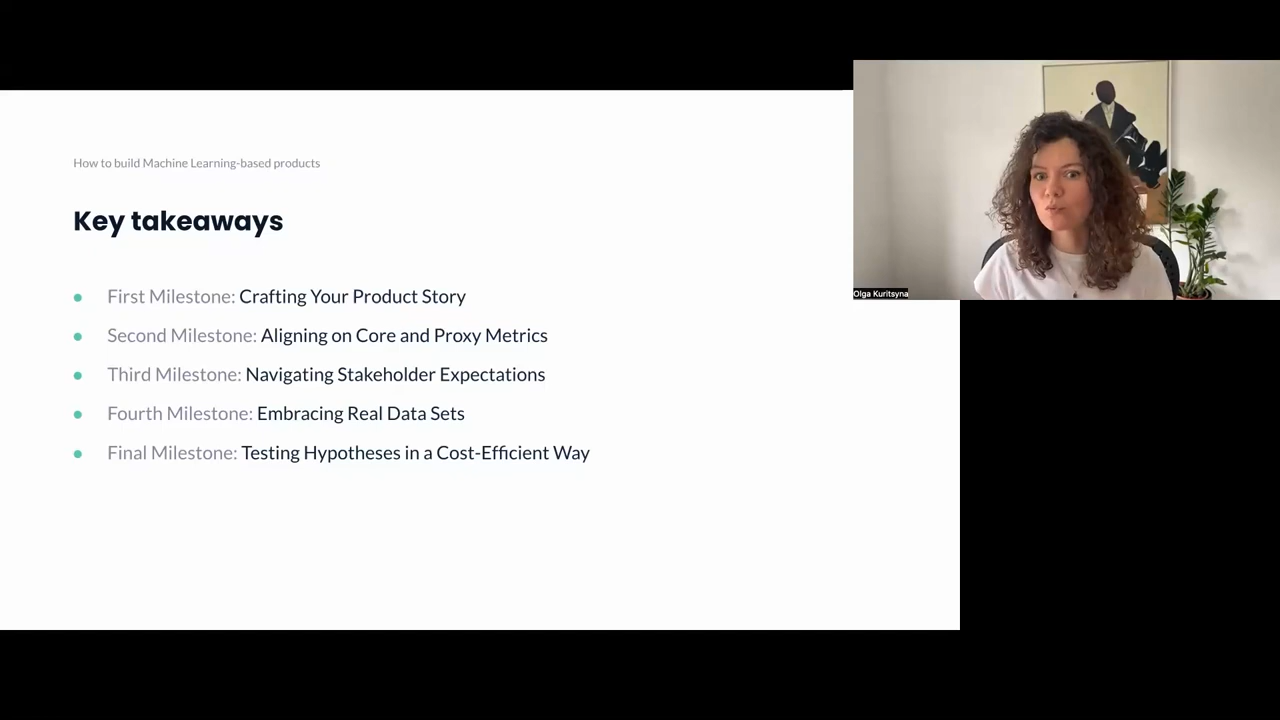 How to build Machine Learning-based products
Key takeaways
First Milestone: Crafting Your Product Story
Second Milestone: Aligning on Core and Proxy Metrics
Third Milestone: Navigating Stakeholder Expectations
Fourth Milestone: Embracing Real Data Sets
Final Milestone: Testing Hypotheses in a Cost-Efficient Way
Olga Kuritsyna